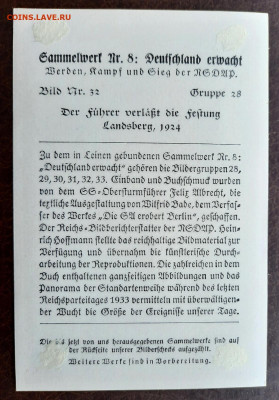 coins.su
Sammelwerk Nr. 8: Deutschland erwacht
Werden, Kampf und Sieg der NSDAP.
Bild Nr. 32 Gruppe 28
Der Führer verläßt die Festung
Landsberg, 1924
Zu dem in Leinen gebundenen Sammelwerk Nr. 8:
„Deutschland erwacht" gehören die Bildergruppen 28,
29, 30, 31, 32, 33. Einband und Buchschmuck wurden
von dem SS-Obersturmführer Felix Albrecht, die
textliche Ausgestaltung von Wilfrid Bade, dem Verfas-
ser des Werkes „Die SA erobert Berlin", geschaffen.
Der Reichs-Bildberichterstatter der NSDAP. Hein-
rich Hoffmann stellte das reichhaltige Bildmaterial zur
Verfügung und übernahm die künstlerische Durch-
arbeitung der Reproduktionen. Die zahlreichen in dem
Buch enthaltenen ganzseitigen Abbildungen und das
Panorama der Standartenweihe während des letzten
Reichsparteitages 1933 vermitteln mit überwältigen-
der Wucht die Größe der Ereignisse unserer Tage.
Die jetzt von uns herausgegebenen Sammelwerke sind auf
der Rückseite unserer Bilderschecks aufgezählt.
Weitere Werke sind in Vorbereitung.